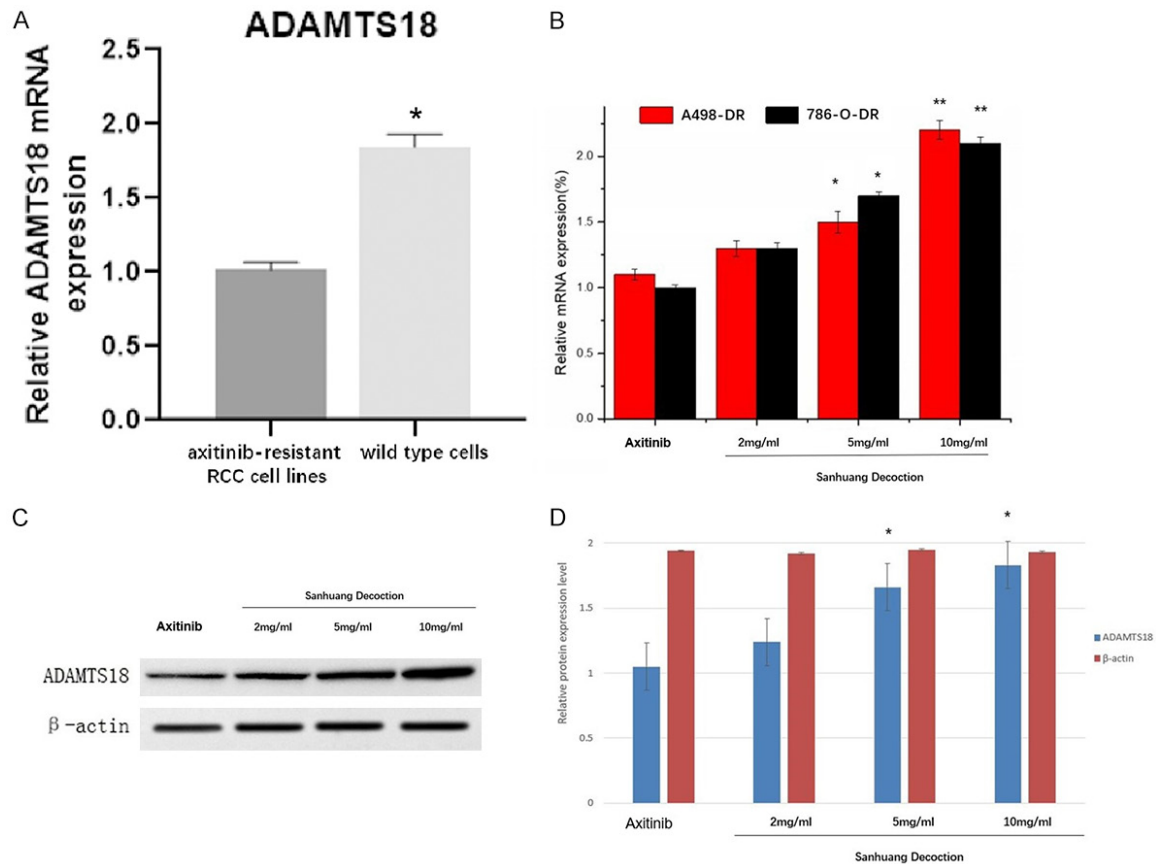 A
ADAMTS18
Relative ADAMTS18 mRNA
expression
2.5
2.0
1.5
1.0
0.5
0.0
*
axitinib-resistant
RCC cell lines
wild type cells
B
A498-DR
786-O-DR
Relative mRNA expression(%)
2.0
1.5
1.0
0.5
0.0
*
*
**
**
Axitinib
2mg/ml
5mg/ml
10mg/ml
Sanhuang Decoction
C
Sanhuang Decoction
Axitinib
2mg/ml
5mg/ml
10mg/ml
ADAMTS18
β-actin
D
Relative protein expression level
2
1.5
1
0.5
0
*
*
ADAMTS18
β-actin
Axitinib
2mg/ml
5mg/ml
10mg/ml
Sanhuang Decoction